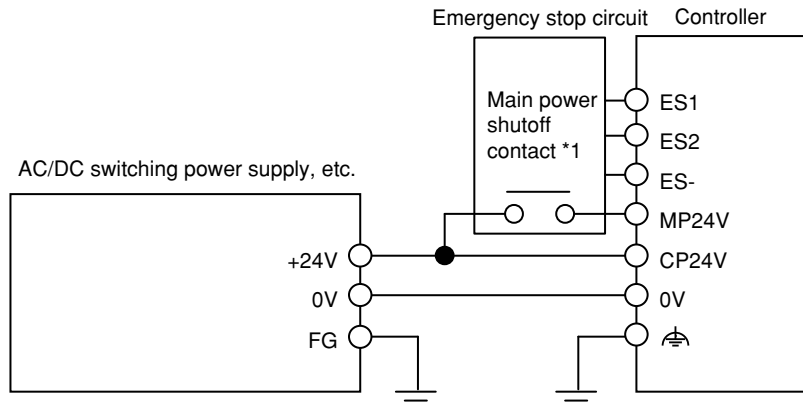 Emergency stop circuit
Controller
Main power
shutoff
contact *1
ES1
ES2
ES-
MP24V
CP24V
0V
AC/DC switching power supply, etc.
+24V
0V
FG